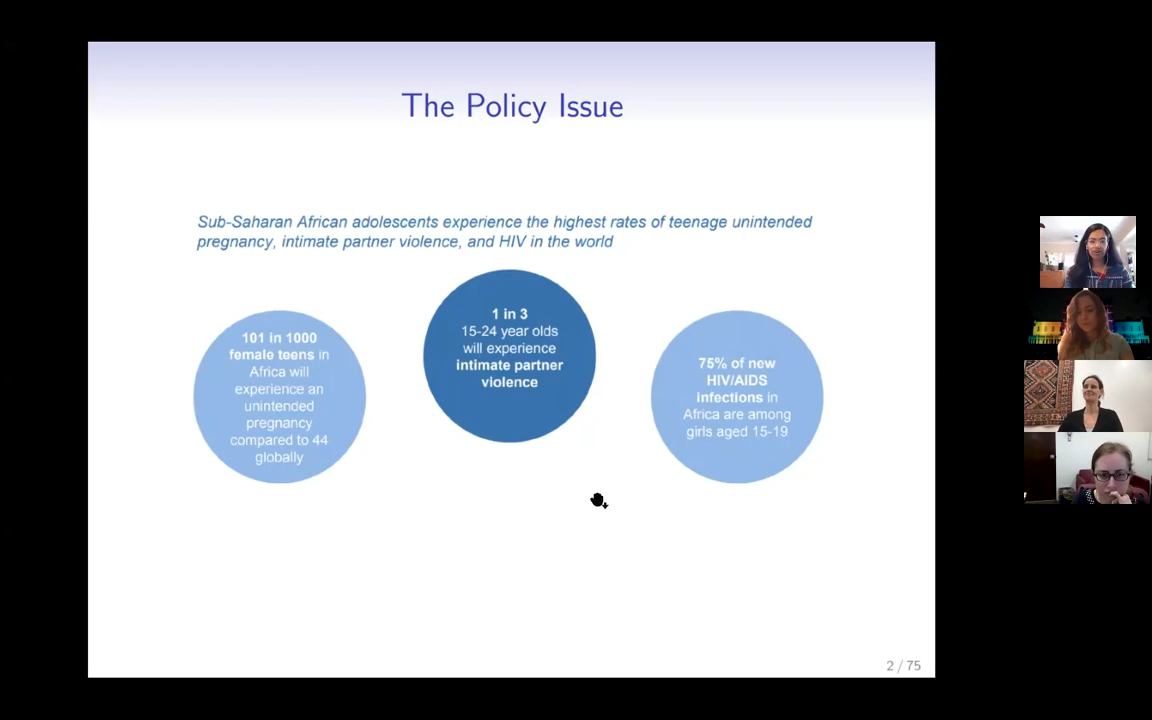 The Policy Issue
Sub-Saharan African adolescents experience the highest rates of teenage unintended
pregnancy, intimate partner violence, and HIV in the world
101 in 1000
female teens in
Africa will
experience an
unintended
pregnancy
compared to 44
globally
1 in 3
15-24 year olds
will experience
intimate partner
violence
75% of new
HIV/AIDS
infections in
Africa are among
girls aged 15-19
2 / 75